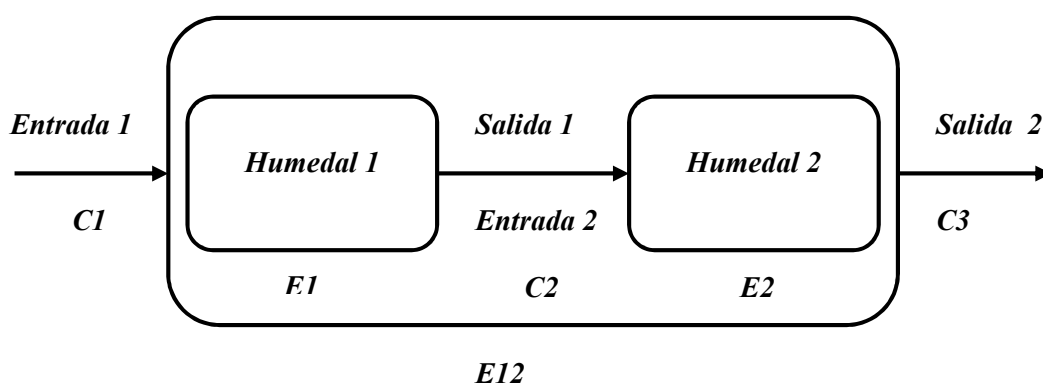 Entrada 1
Salida 1
Salida 2
Humedal 1
Humedal 2
C1
Entrada 2
C3
E1
C2
E2
E12